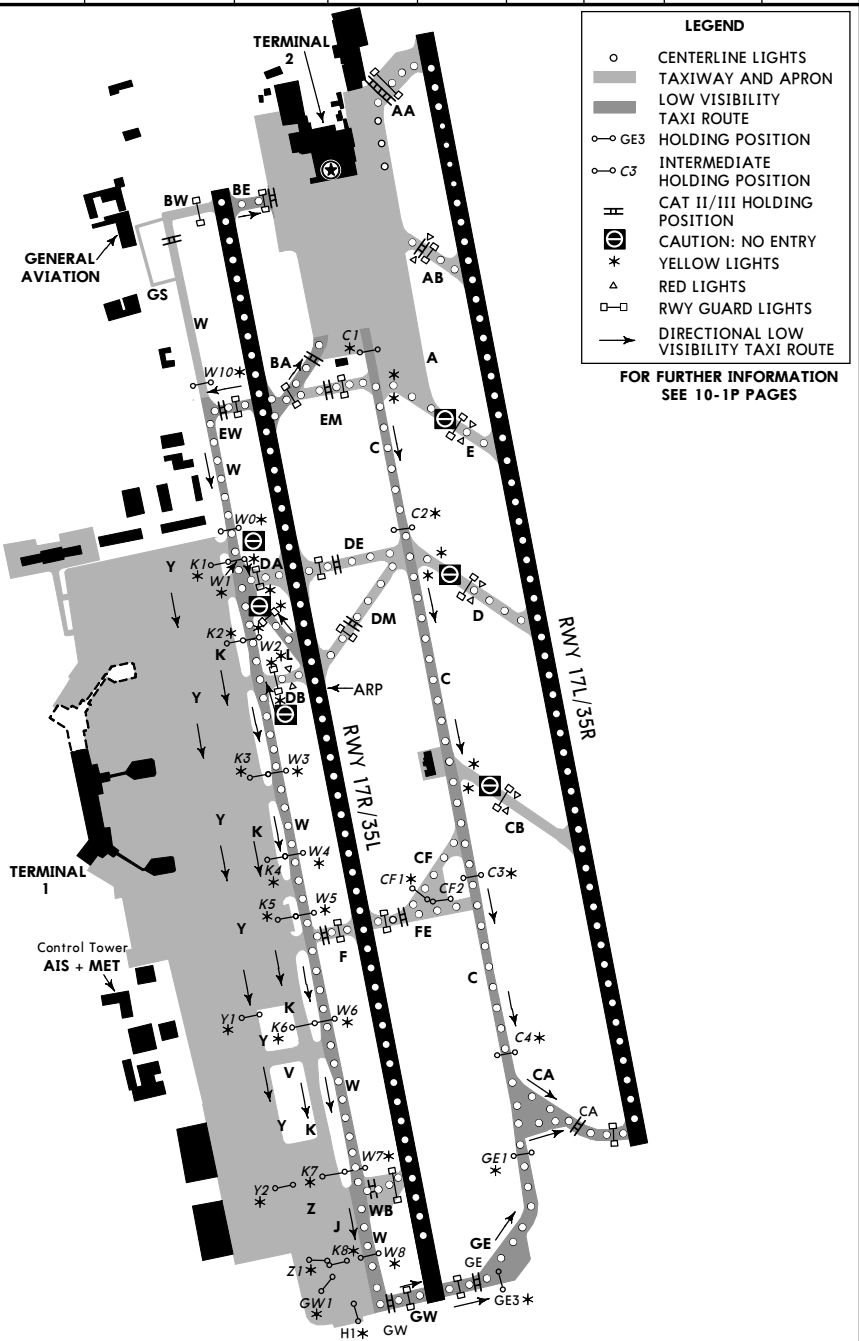 LEGEND
CENTERLINE LIGHTS
TAXIWAY AND APRON
LOW VISIBILITY
TAXI ROUTE
GE3 HOLDING POSITION
C3 INTERMEDIATE
HOLDING POSITION
CAT II/III HOLDING
POSITION
CAUTION: NO ENTRY
YELLOW LIGHTS
RED LIGHTS
RWY GUARD LIGHTS
DIRECTIONAL LOW
VISIBILITY TAXI ROUTE
FOR FURTHER INFORMATION
SEE 10-1P PAGES
TERMINAL
2
AA
BW
BE
GENERAL
AVIATION
GS
AB
W
C1
A
W10
BA
EM
EW
E
C
W
W0
C2
DE
K1
Y
DA
W1
D
DM
K2
W2
K
L
RWY 17L/35R
C
Y
ARP
DB
RWY 17R/35L
K3
W3
CB
Y
W
K
W4
CF
TERMINAL
1
K4
CF1
CF2
C3
K5
W5
Y
F
FE
Control Tower
AIS + MET
C
K
Y1
K6
W6
Y
C4
V
W
CA
CA
Y
K
K7
W7
GE1
Y2
Z
WB
J
W
K8
W8
GE
Z1
GE
GW1
GW
GE3
H1
GW